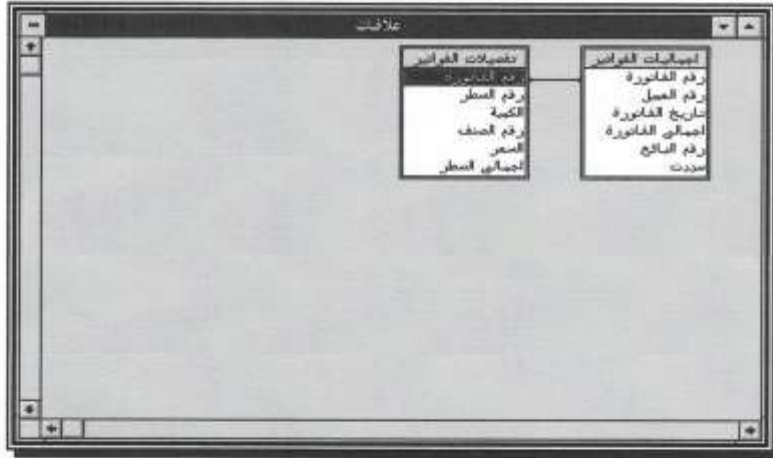 علاقات
اجماليات الفواتير
رقم الفاتورة
رقم العميل
تاريخ الفاتورة
اجمالي الفاتورة
رقم البائع
سددت
تفصيلات الفواتير
رقم الفاتورة
رقم السطر
الكمية
رقم الصنف
السعر
اجمالي السطر